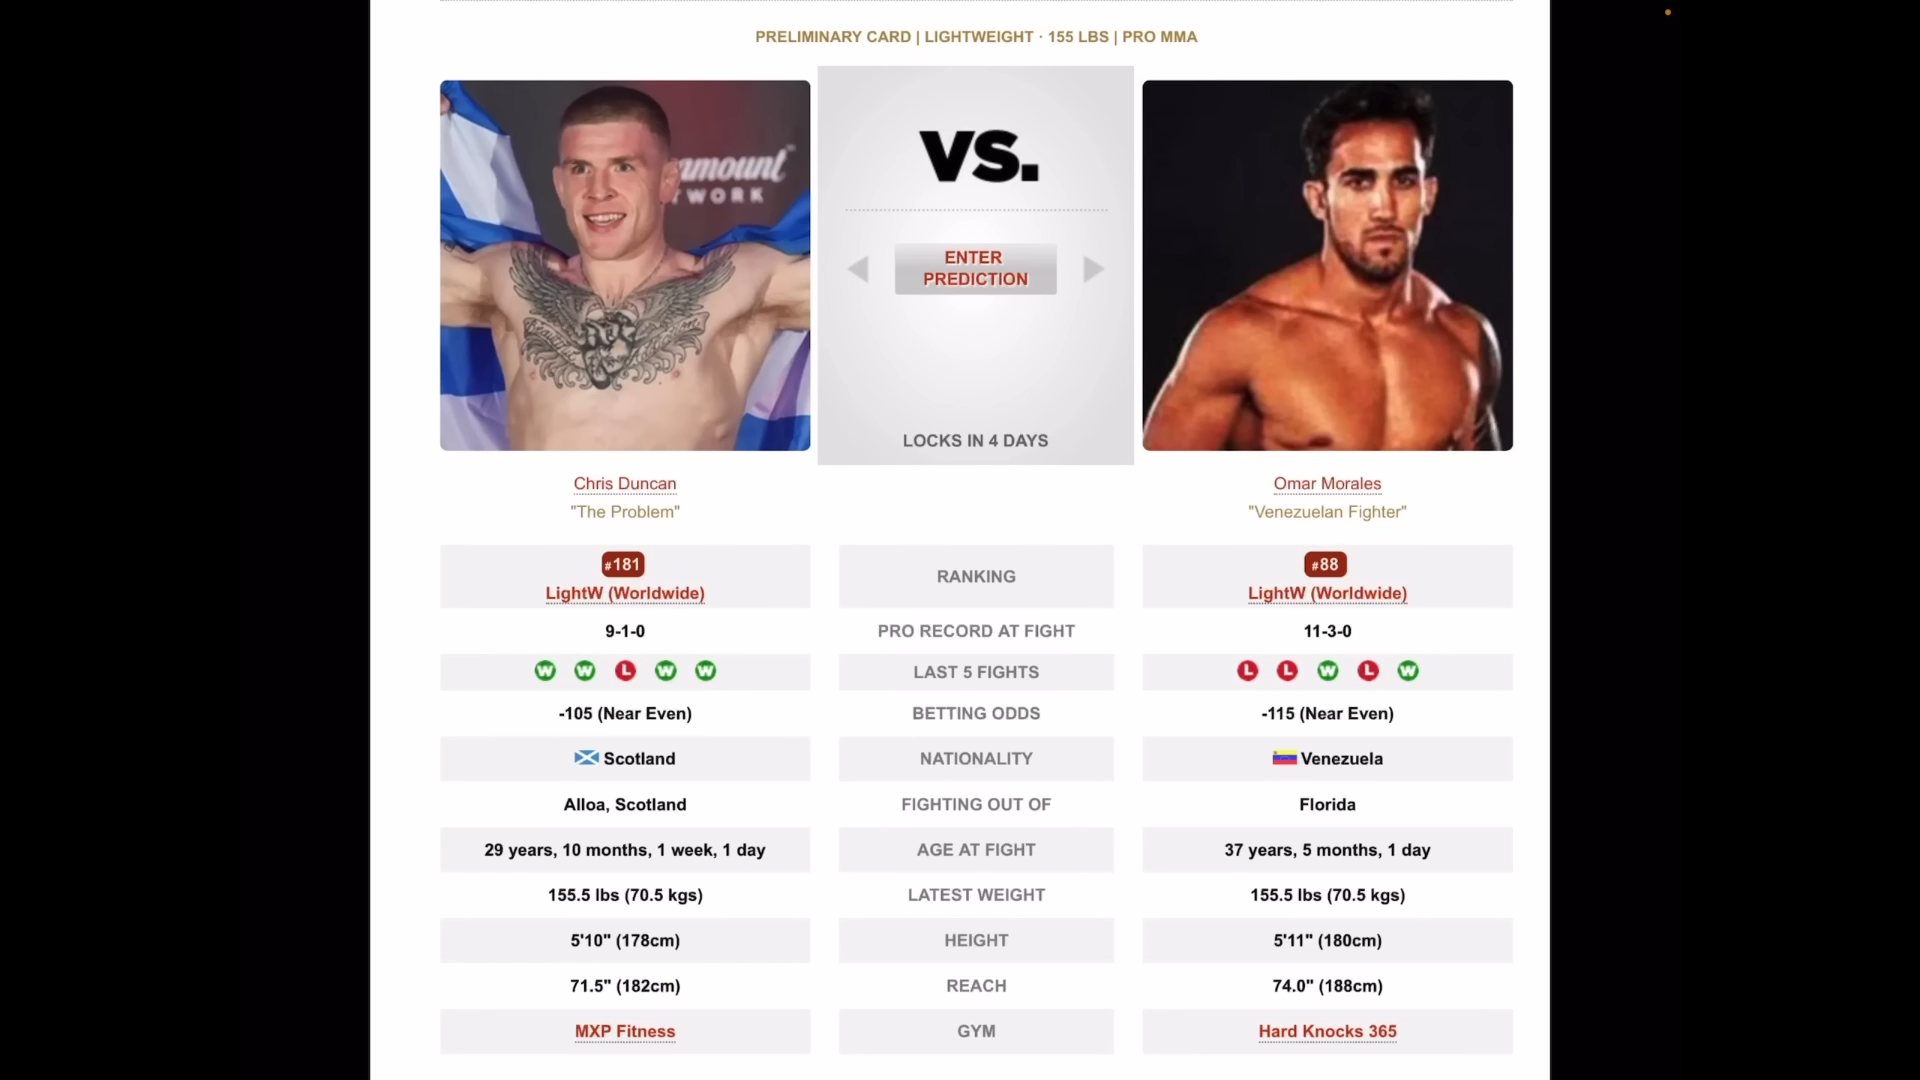 PRELIMINARY CARD | LIGHTWEIGHT · 155 LBS | PRO MMA
TWORK
VS.
ENTER
PREDICTION
LOCKS IN 4 DAYS
Chris Duncan
Omar Morales
"The Problem"
"Venezuelan Fighter"
#181
LightW (Worldwide)
RANKING
#88
LightW (Worldwide)
9-1-0
PRO RECORD AT FIGHT
11-3-0
W W L W W
LAST 5 FIGHTS
L L W L W
-105 (Near Even)
BETTING ODDS
-115 (Near Even)
Scotland
NATIONALITY
Venezuela
Alloa, Scotland
FIGHTING OUT OF
Florida
29 years, 10 months, 1 week, 1 day
AGE AT FIGHT
37 years, 5 months, 1 day
155.5 lbs (70.5 kgs)
LATEST WEIGHT
155.5 lbs (70.5 kgs)
5'10" (178cm)
HEIGHT
5'11" (180cm)
71.5" (182cm)
REACH
74.0" (188cm)
MXP Fitness
GYM
Hard Knocks 365